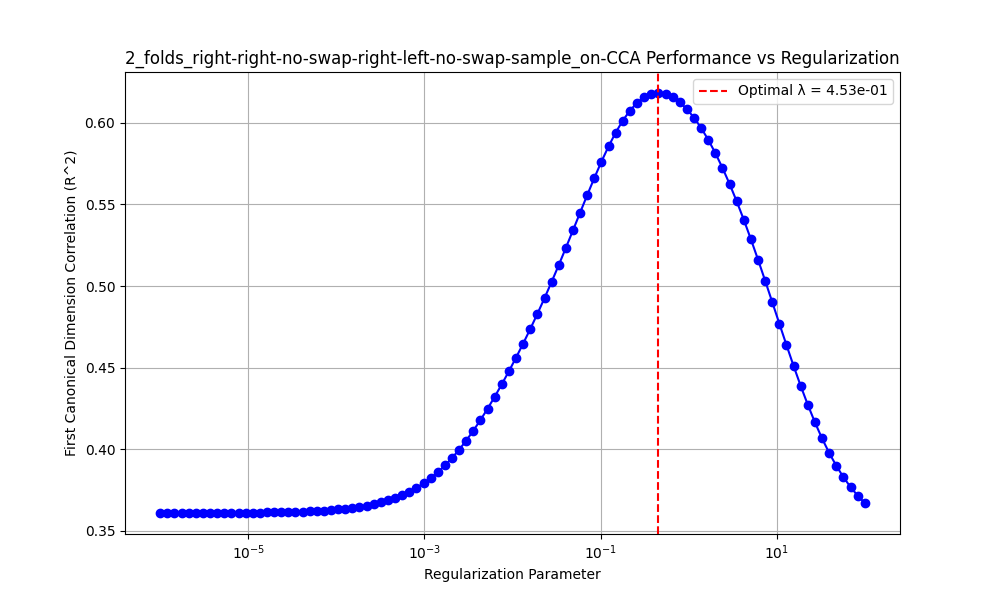 2_folds_right-right-no-swap-right-left-no-swap-sample_on-CCA Performance vs Regularization
Optimal λ = 4.53e-01
First Canonical Dimension Correlation (R^2)
0.60
0.55
0.50
0.45
0.40
0.35
10⁻⁵
10⁻³
10⁻¹
10¹
Regularization Parameter